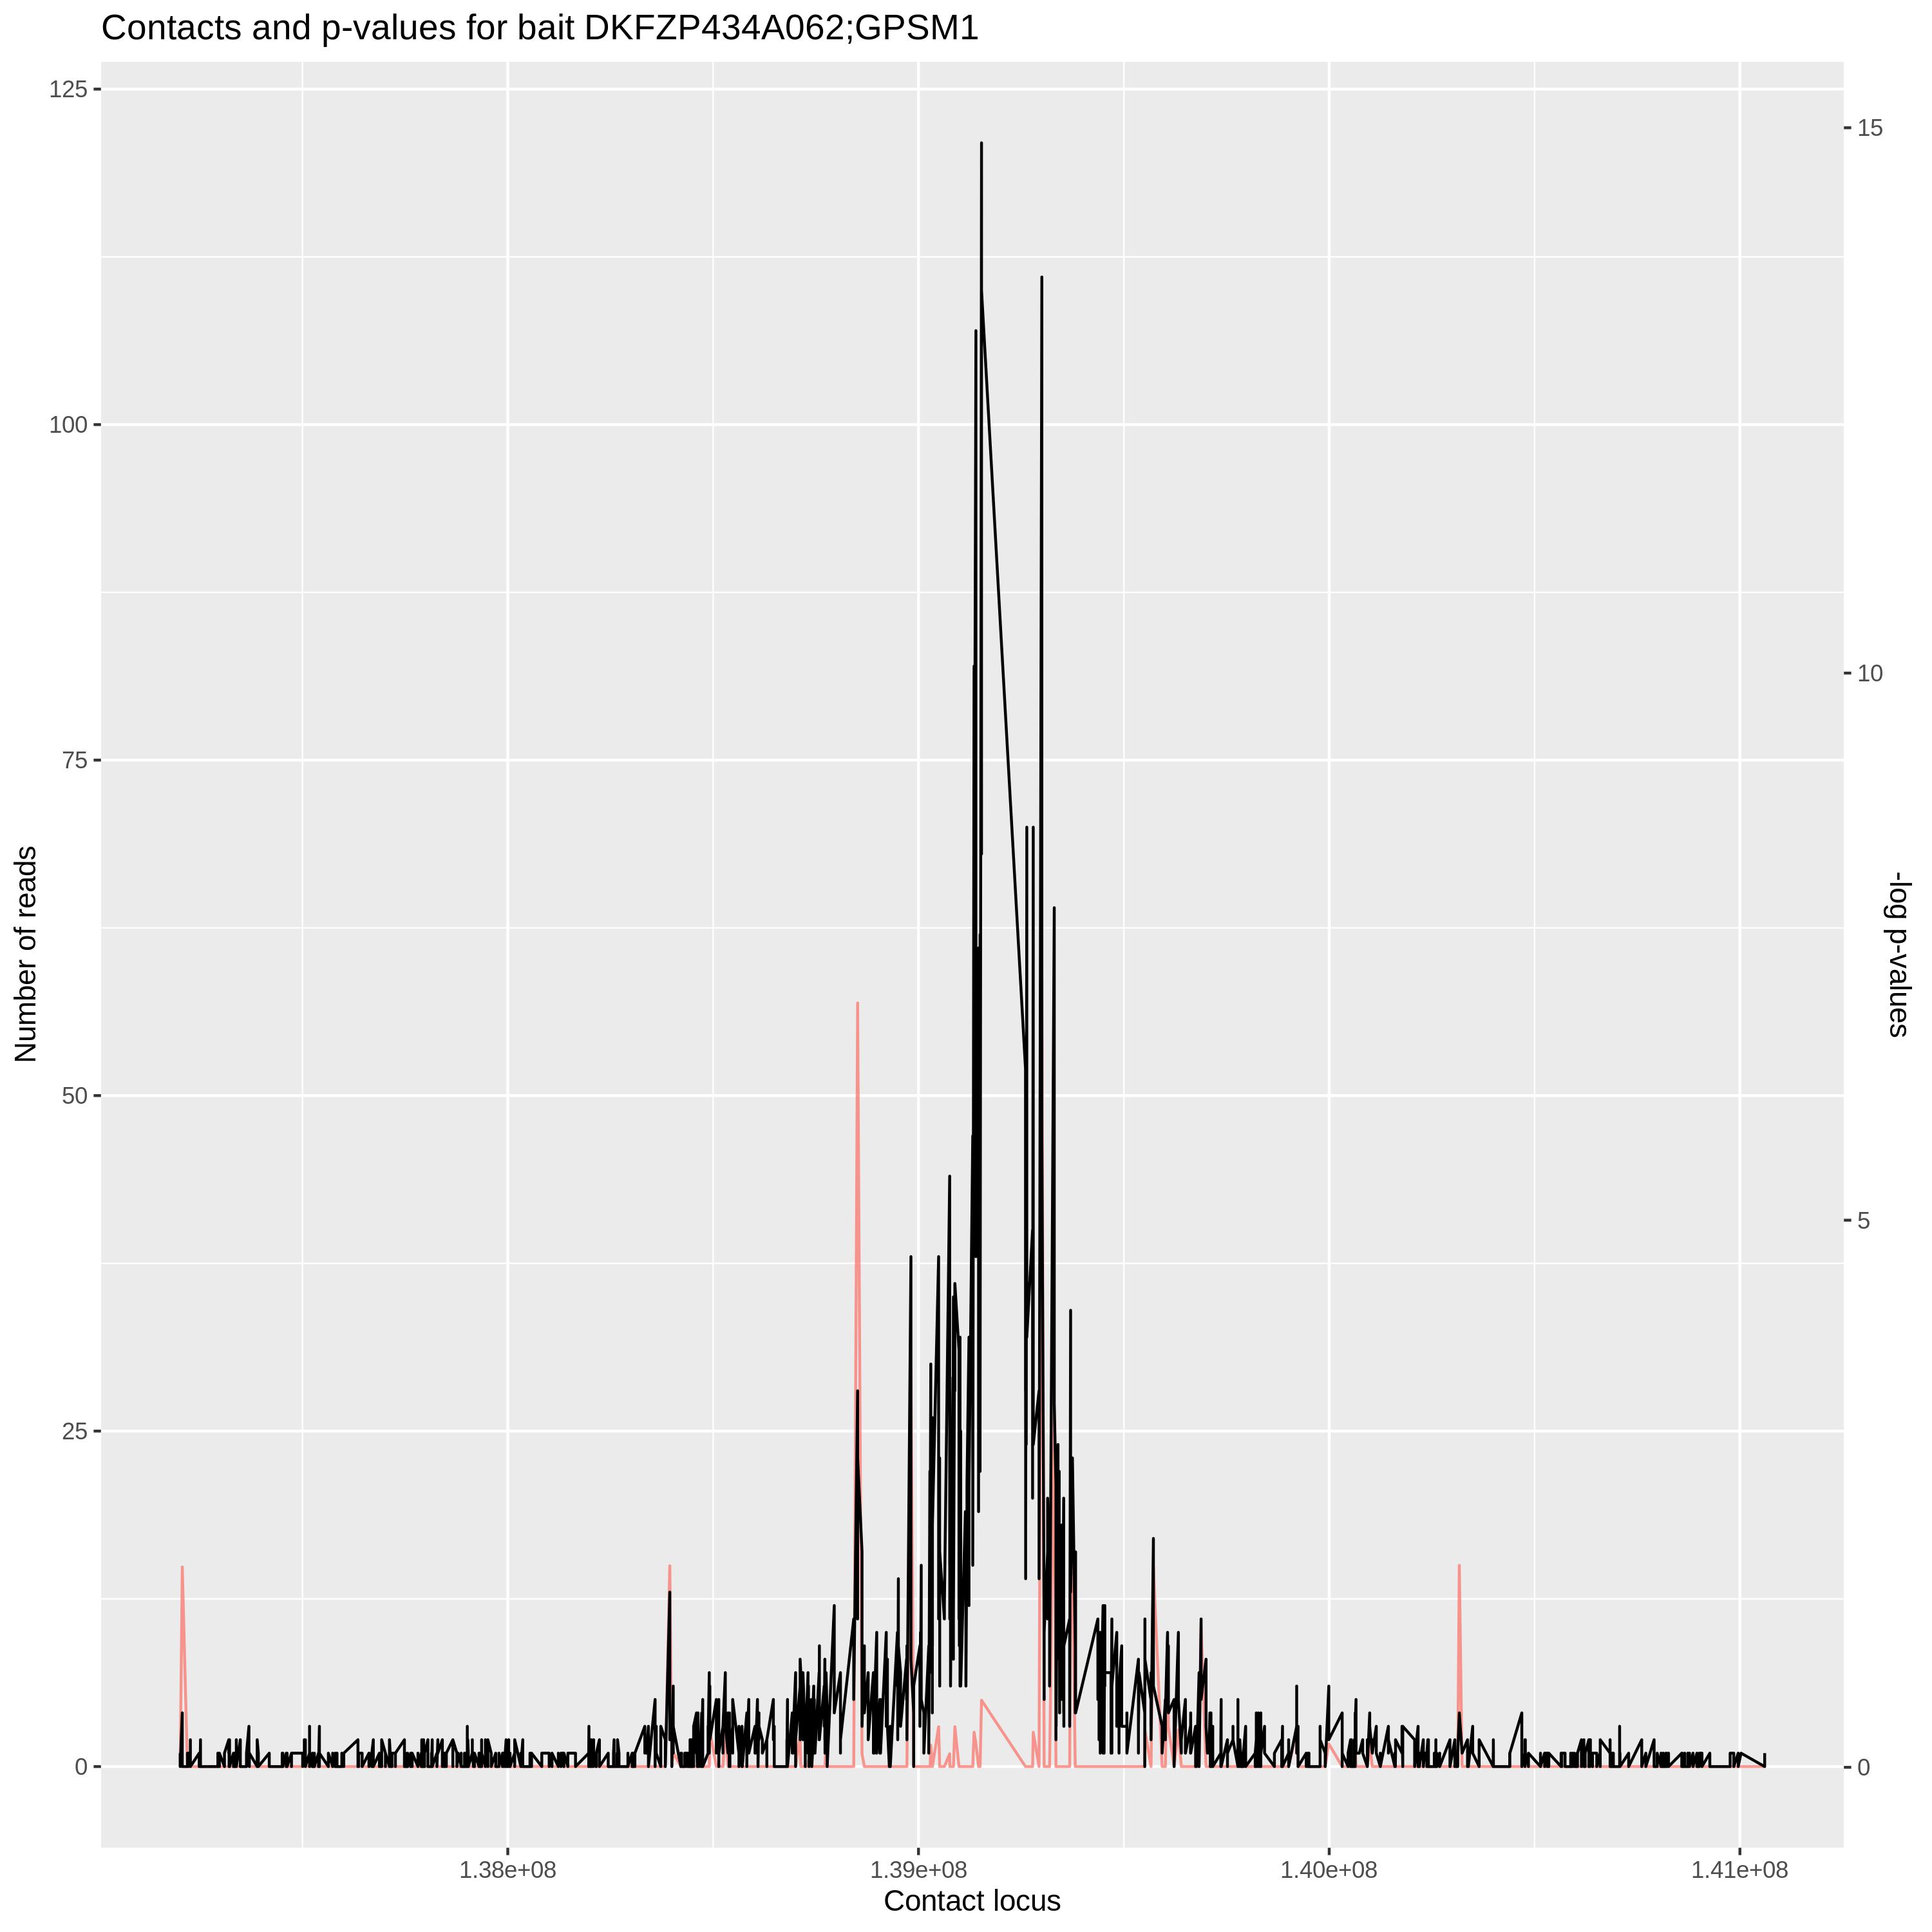 Contacts and p-values for bait DKFZP434A062;GPSM1
125
100
75
50
25
0
Number of reads
15
10
5
0
-log p-values
1.38e+08
1.39e+08
1.40e+08
1.41e+08
Contact locus